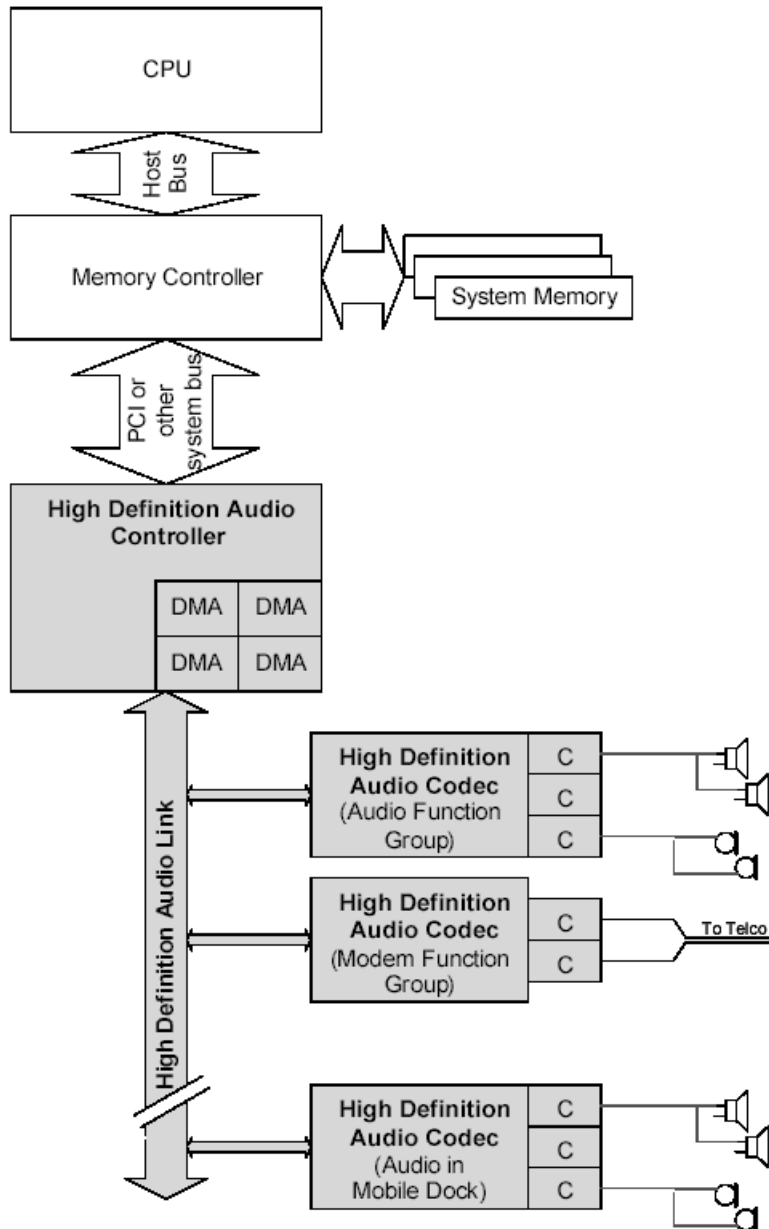 CPU
Host
Bus
Memory Controller
System Memory
PCI or
other
system bus
High Definition Audio
Controller
DMA
DMA
DMA
DMA
High Definition Audio Link
High Definition
Audio Codec
(Audio Function
Group)
C
C
C
High Definition
Audio Codec
(Modem Function
Group)
C
C
To Telco
High Definition
Audio Codec
(Audio in
Mobile Dock)
C
C
C